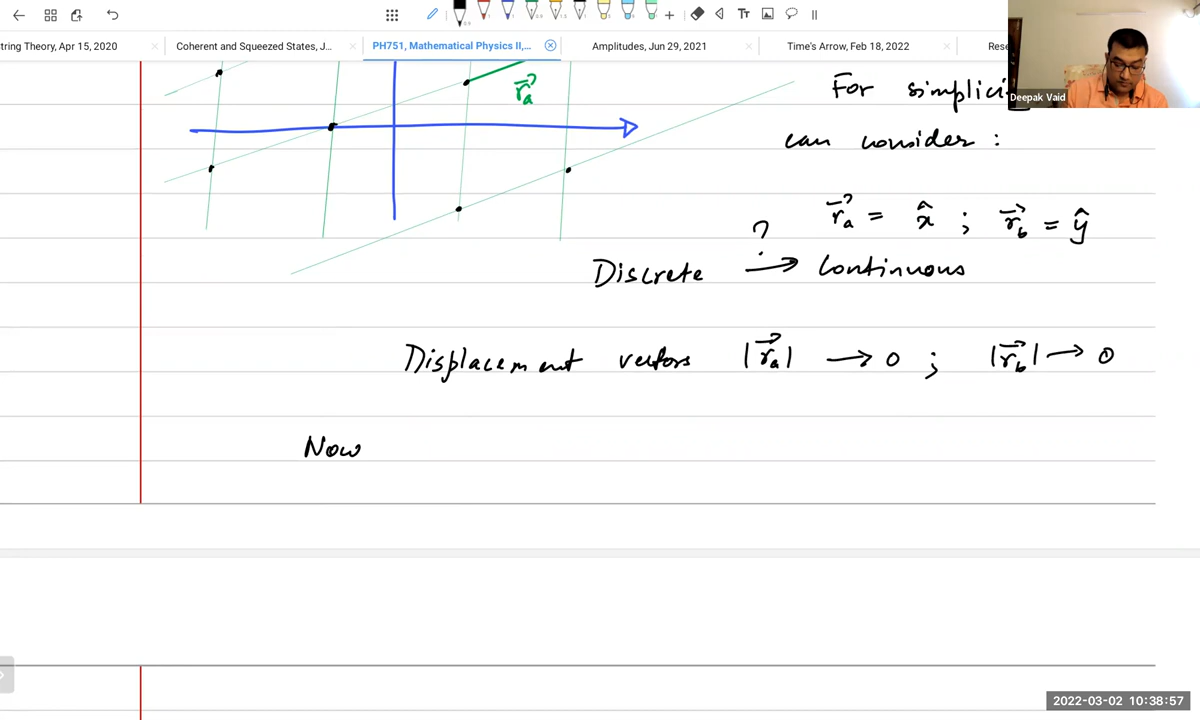 tring Theory, Apr 15, 2020
Coherent and Squeezed States, J...
PH751, Mathematical Physics II,...
Amplitudes, Jun 29, 2021
Time's Arrow, Feb 18, 2022
Rese
Deepak Vaid
For simplici
can consider :
r⃗a
r⃗a = x̂ ; r⃗b = ŷ
?
Discrete → Continuous
Displacement vectors |r⃗a| → 0 ; |r⃗b| → 0
Now
2022-03-02 10:38:57